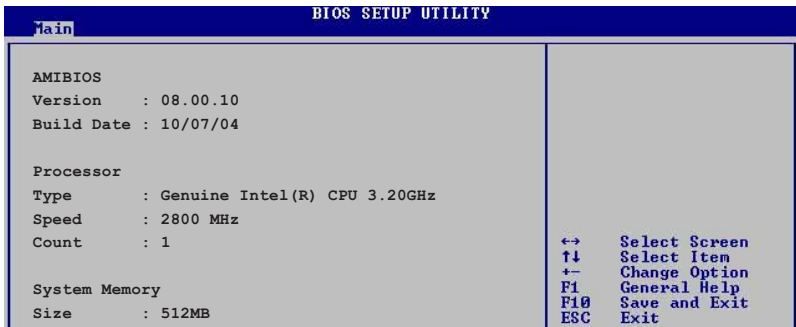 BIOS SETUP UTILITY
Main
AMIBIOS
Version : 08.00.10
Build Date : 10/07/04
Processor
Type : Genuine Intel(R) CPU 3.20GHz
Speed : 2800 MHz
Count : 1
System Memory
Size : 512MB
←→ Select Screen
↑↓ Select Item
+- Change Option
F1 General Help
F10 Save and Exit
ESC Exit